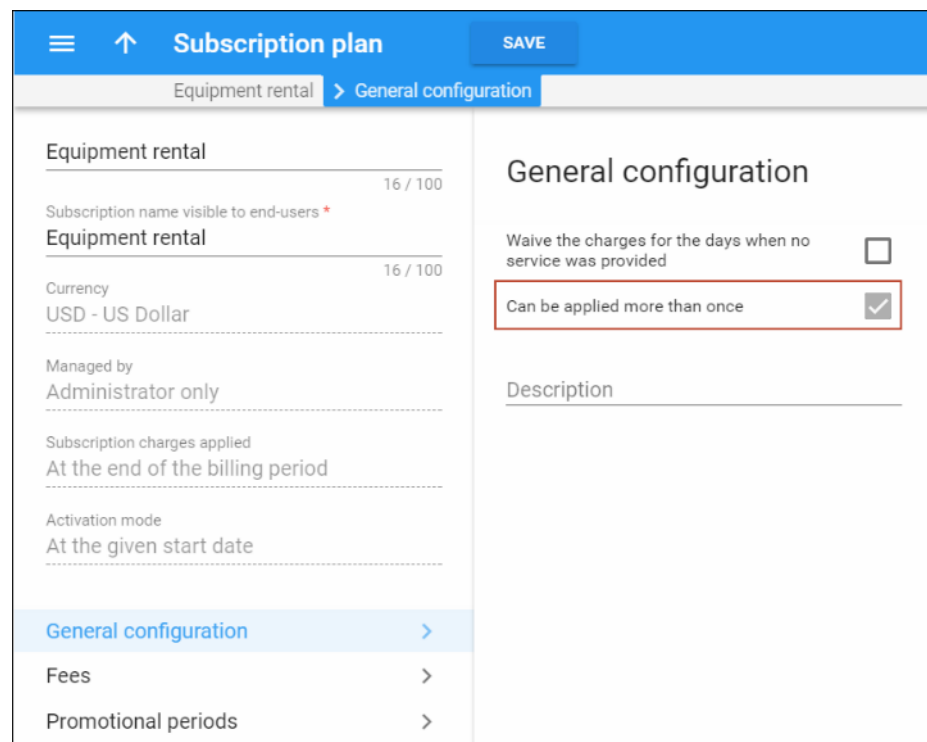 Subscription plan
SAVE
Equipment rental
General configuration
Equipment rental
16 / 100
Subscription name visible to end-users *
Equipment rental
16 / 100
Currency
USD - US Dollar
Managed by
Administrator only
Subscription charges applied
At the end of the billing period
Activation mode
At the given start date
General configuration
Fees
Promotional periods
General configuration
Waive the charges for the days when no
service was provided
Can be applied more than once
Description